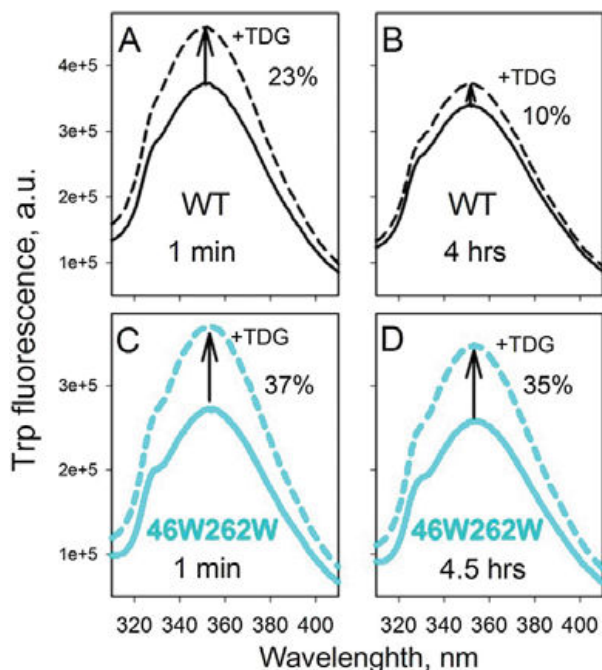 A
+TDG
23%
WT
1 min
B
+TDG
10%
WT
4 hrs
4e+5
3e+5
2e+5
1e+5
C
+TDG
37%
46W262W
1 min
D
+TDG
35%
46W262W
4.5 hrs
3e+5
2e+5
1e+5
320 340 360 380 400
320 340 360 380 400
Trp fluorescence, a.u.
Wavelenghth, nm